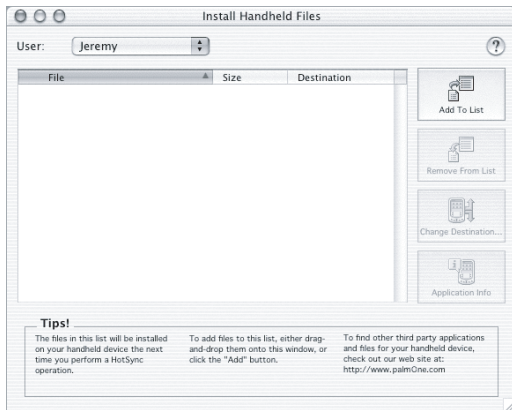 Install Handheld Files
User: Jeremy
File Size Destination
Add To List
Remove From List
Change Destination...
Application Info
Tips!
The files in this list will be installed
on your handheld device the next
time you perform a HotSync
operation.
To add files to this list, either drag-
and-drop them onto this window, or
click the "Add" button.
To find other third party applications
and files for your handheld device,
check out our web site at:
http://www.palmOne.com